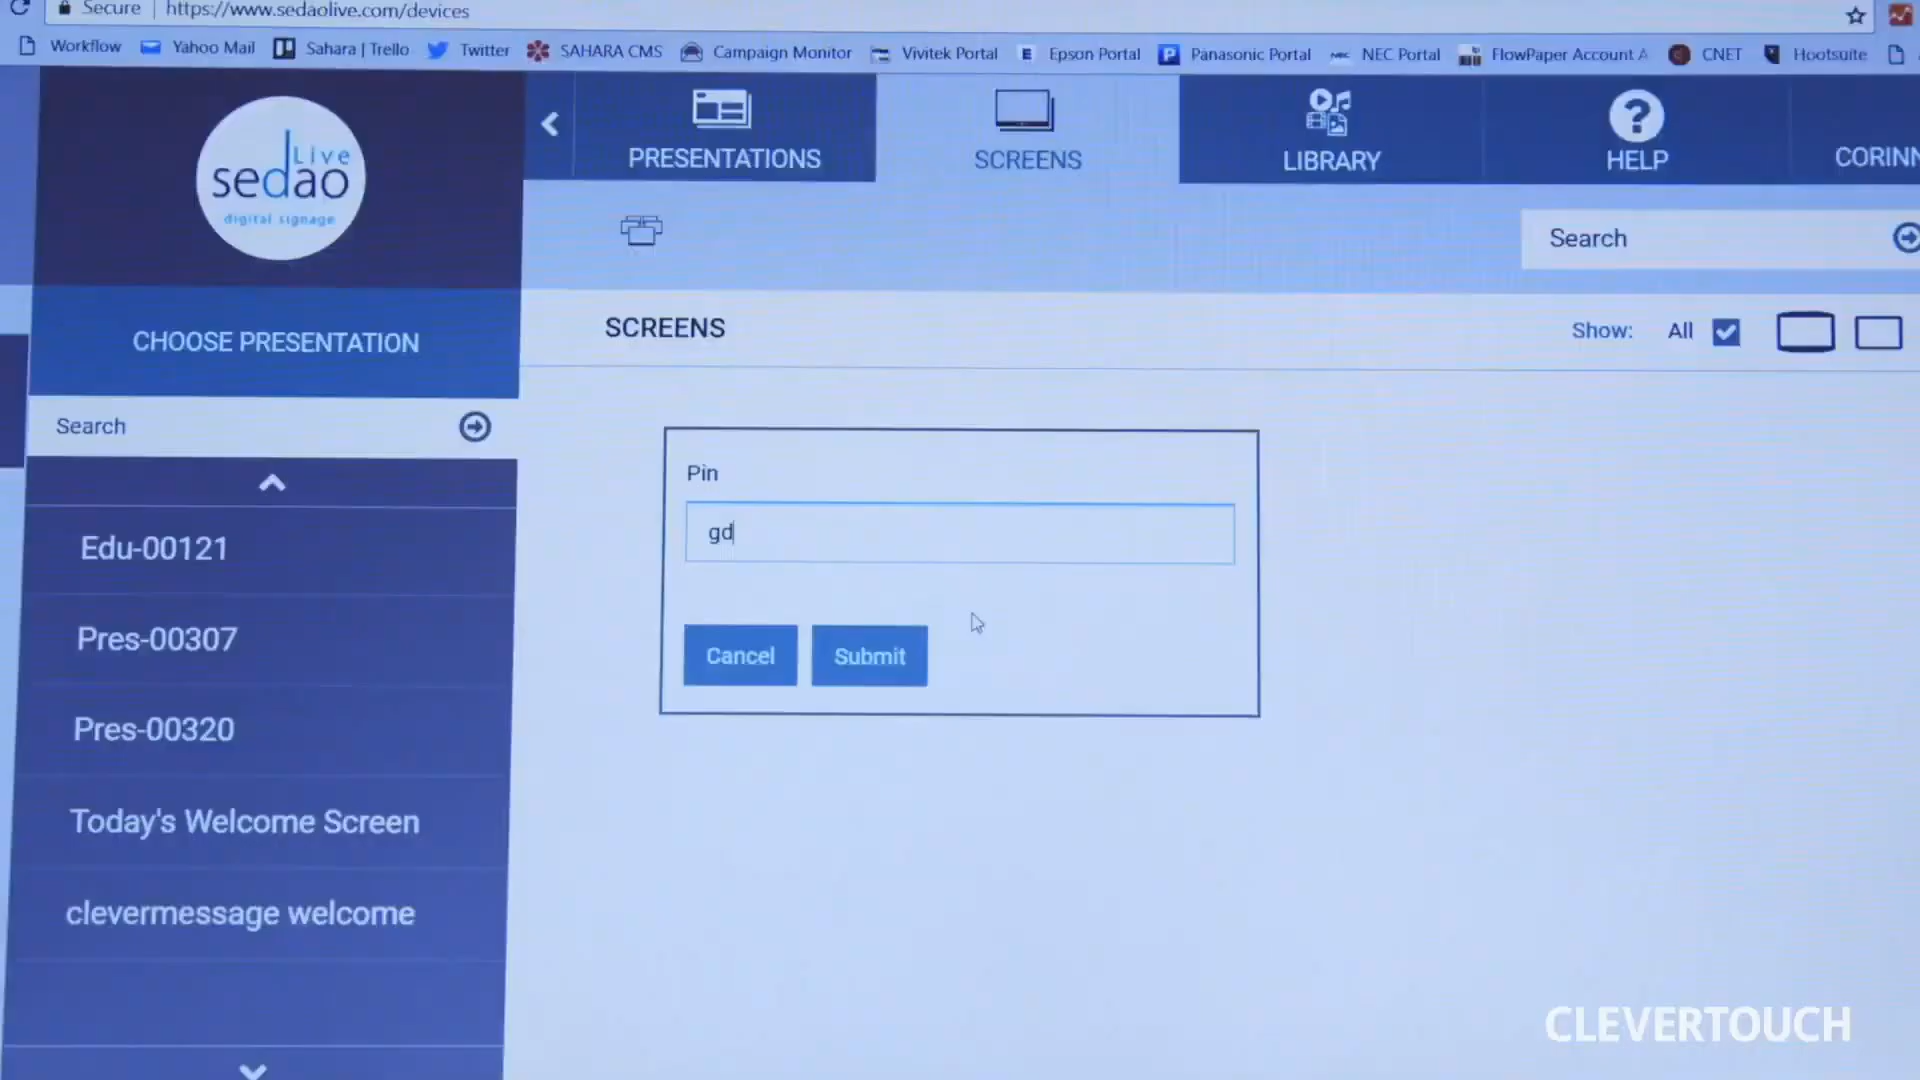 Secure | https://www.sedaolive.com/devices
Workflow Yahoo Mail Sahara | Trello Twitter SAHARA CMS Campaign Monitor Vivitek Portal E Epson Portal P Panasonic Portal NEC NEC Portal FlowPaper Account A CNET Hootsuite
Live
sedao
digital signage
PRESENTATIONS
SCREENS
LIBRARY
?
HELP
CORINN
Search
CHOOSE PRESENTATION
SCREENS
Show: All
Search
Pin
gd
Cancel
Submit
Edu-00121
Pres-00307
Pres-00320
Today's Welcome Screen
clevermessage welcome
CLEVERTOUCH